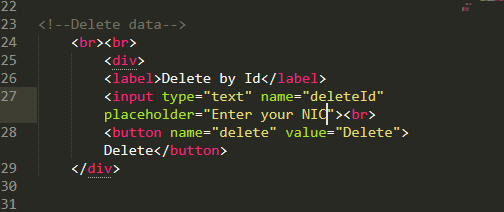 22
23 <!--Delete data-->
24 <br><br>
25 <div>
26 <label>Delete by Id</label>
27 <input type="text" name="deleteId"
placeholder="Enter your NIC"><br>
28 <button name="delete" value="Delete">
Delete</button>
29 </div>
30
31